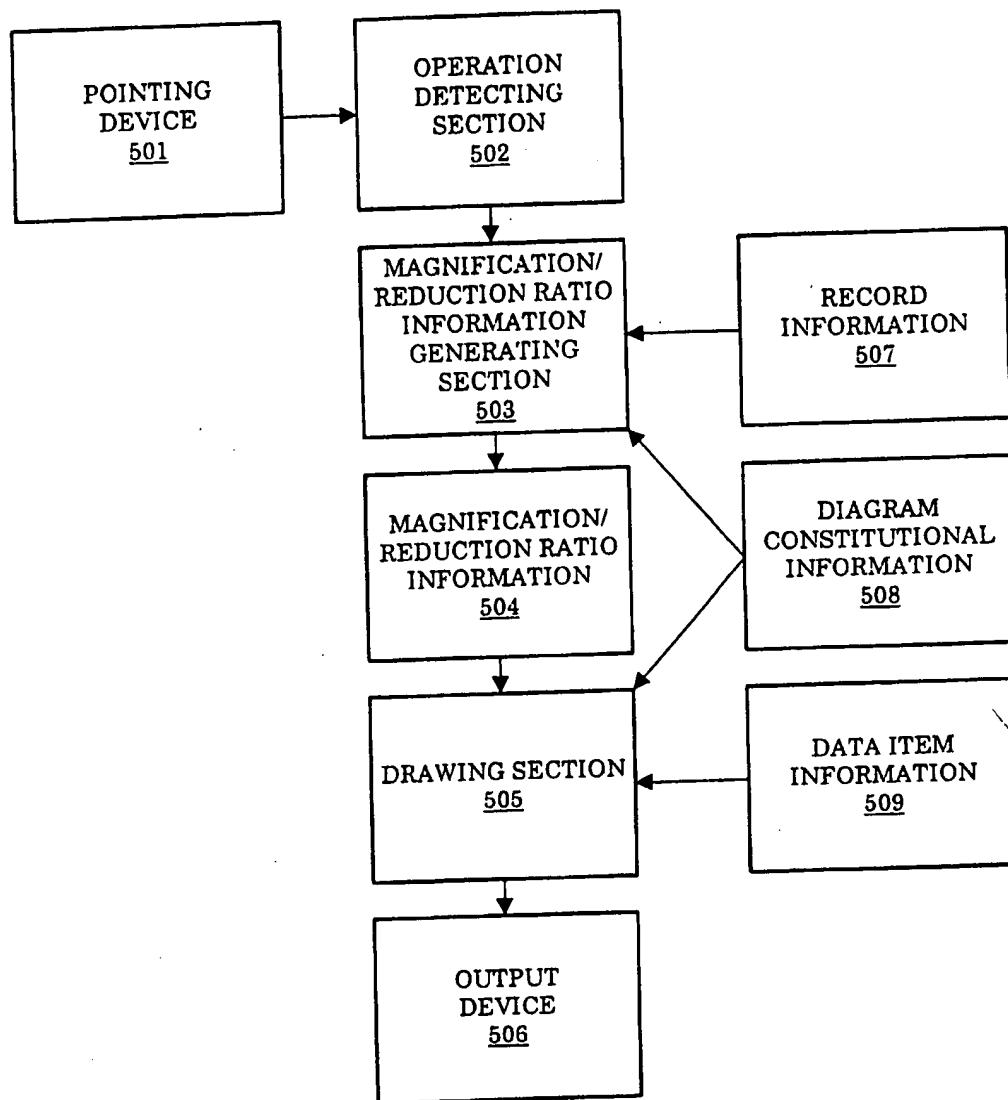 POINTING
DEVICE
501
OPERATION
DETECTING
SECTION
502
MAGNIFICATION/
REDUCTION RATIO
INFORMATION
GENERATING
SECTION
503
RECORD
INFORMATION
507
MAGNIFICATION/
REDUCTION RATIO
INFORMATION
504
DIAGRAM
CONSTITUTIONAL
INFORMATION
508
DRAWING SECTION
505
DATA ITEM
INFORMATION
509
OUTPUT
DEVICE
506